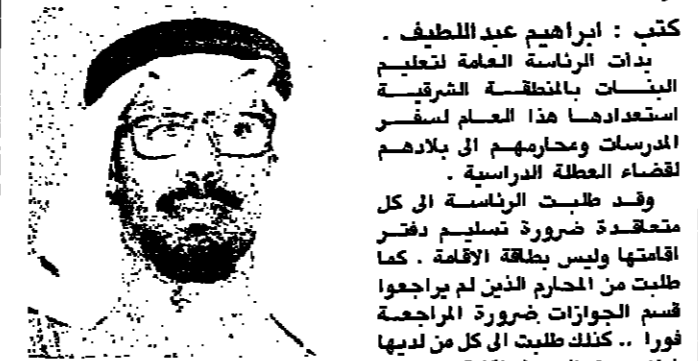 كتب : ابراهيم عبداللطيف .
بدأت الرئاسة العامة لتعليم
البنات بالمنطقة الشرقية
استعدادها هذا العام لسفر
المدرسات ومحارمهم الى بلادهم
لقضاء العطلة الدراسية .
وقد طلبت الرئاسة الى كل
متعاقدة ضرورة تسليم دفتر
اقامتها وليس بطاقة الاقامة . كما
طلبت من المحارم الذين لم يراجعوا
قسم الجوازات بضرورة المراجعة
فورا .. كذلك طلبت الى كل من لديها